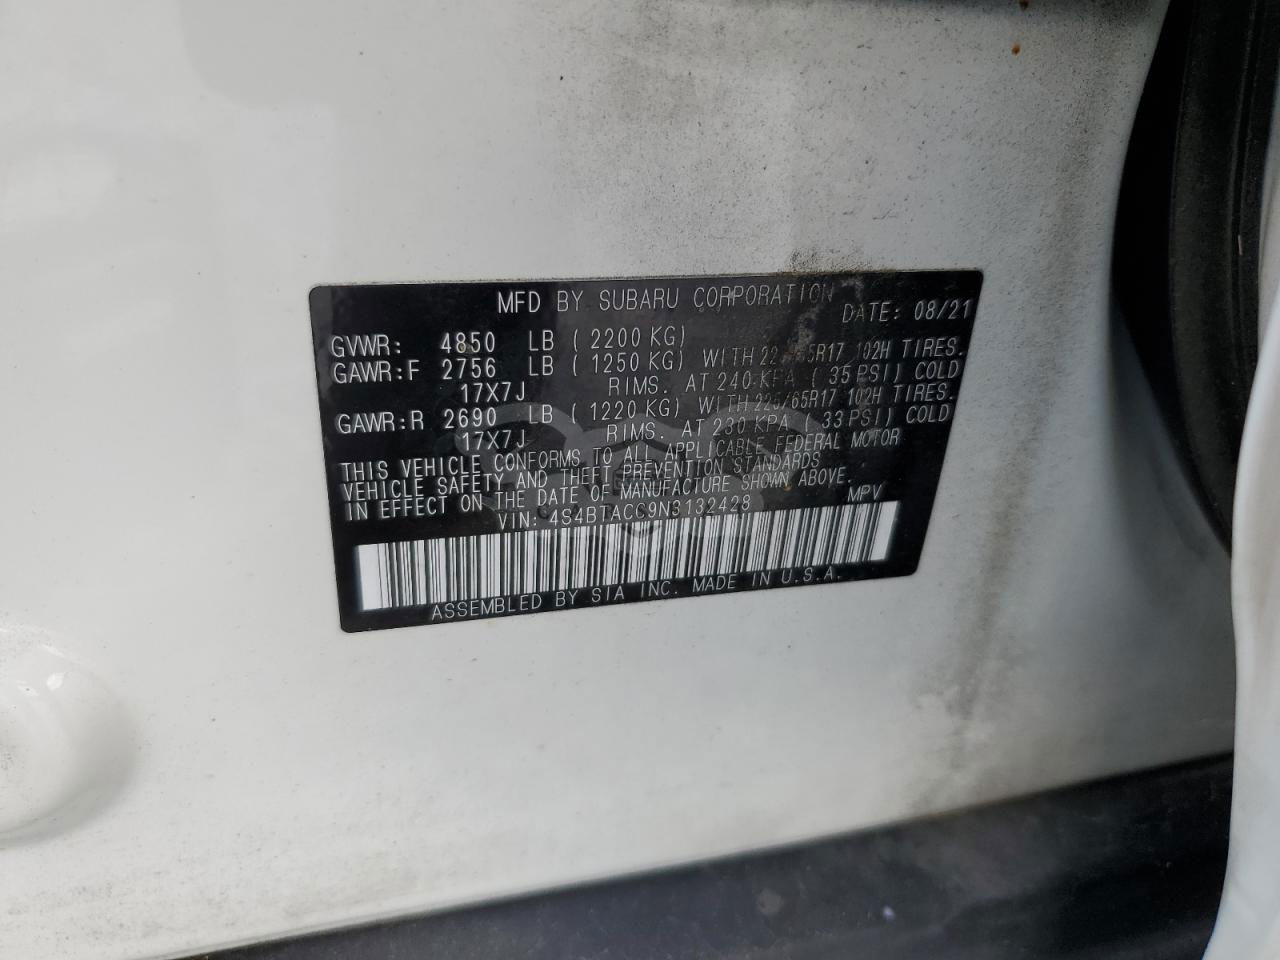 MFD BY SUBARU CORPORATION
DATE: 08/21
GVWR: 4850 LB ( 2200 KG)
GAWR:F 2756 LB ( 1250 KG) WITH 225/65R17 102H TIRES.
17X7J RIMS. AT 240 KPA ( 35 PSI) COLD
GAWR:R 2690 LB ( 1220 KG) WITH 225/65R17 102H TIRES.
17X7J RIMS. AT 230 KPA ( 33 PSI) COLD
THIS VEHICLE CONFORMS TO ALL APPLICABLE FEDERAL MOTOR
VEHICLE SAFETY AND THEFT PREVENTION STANDARDS
IN EFFECT ON THE DATE OF MANUFACTURE SHOWN ABOVE.
MPV
VIN:
ASSEMBLED BY SIA INC. MADE IN U.S.A.